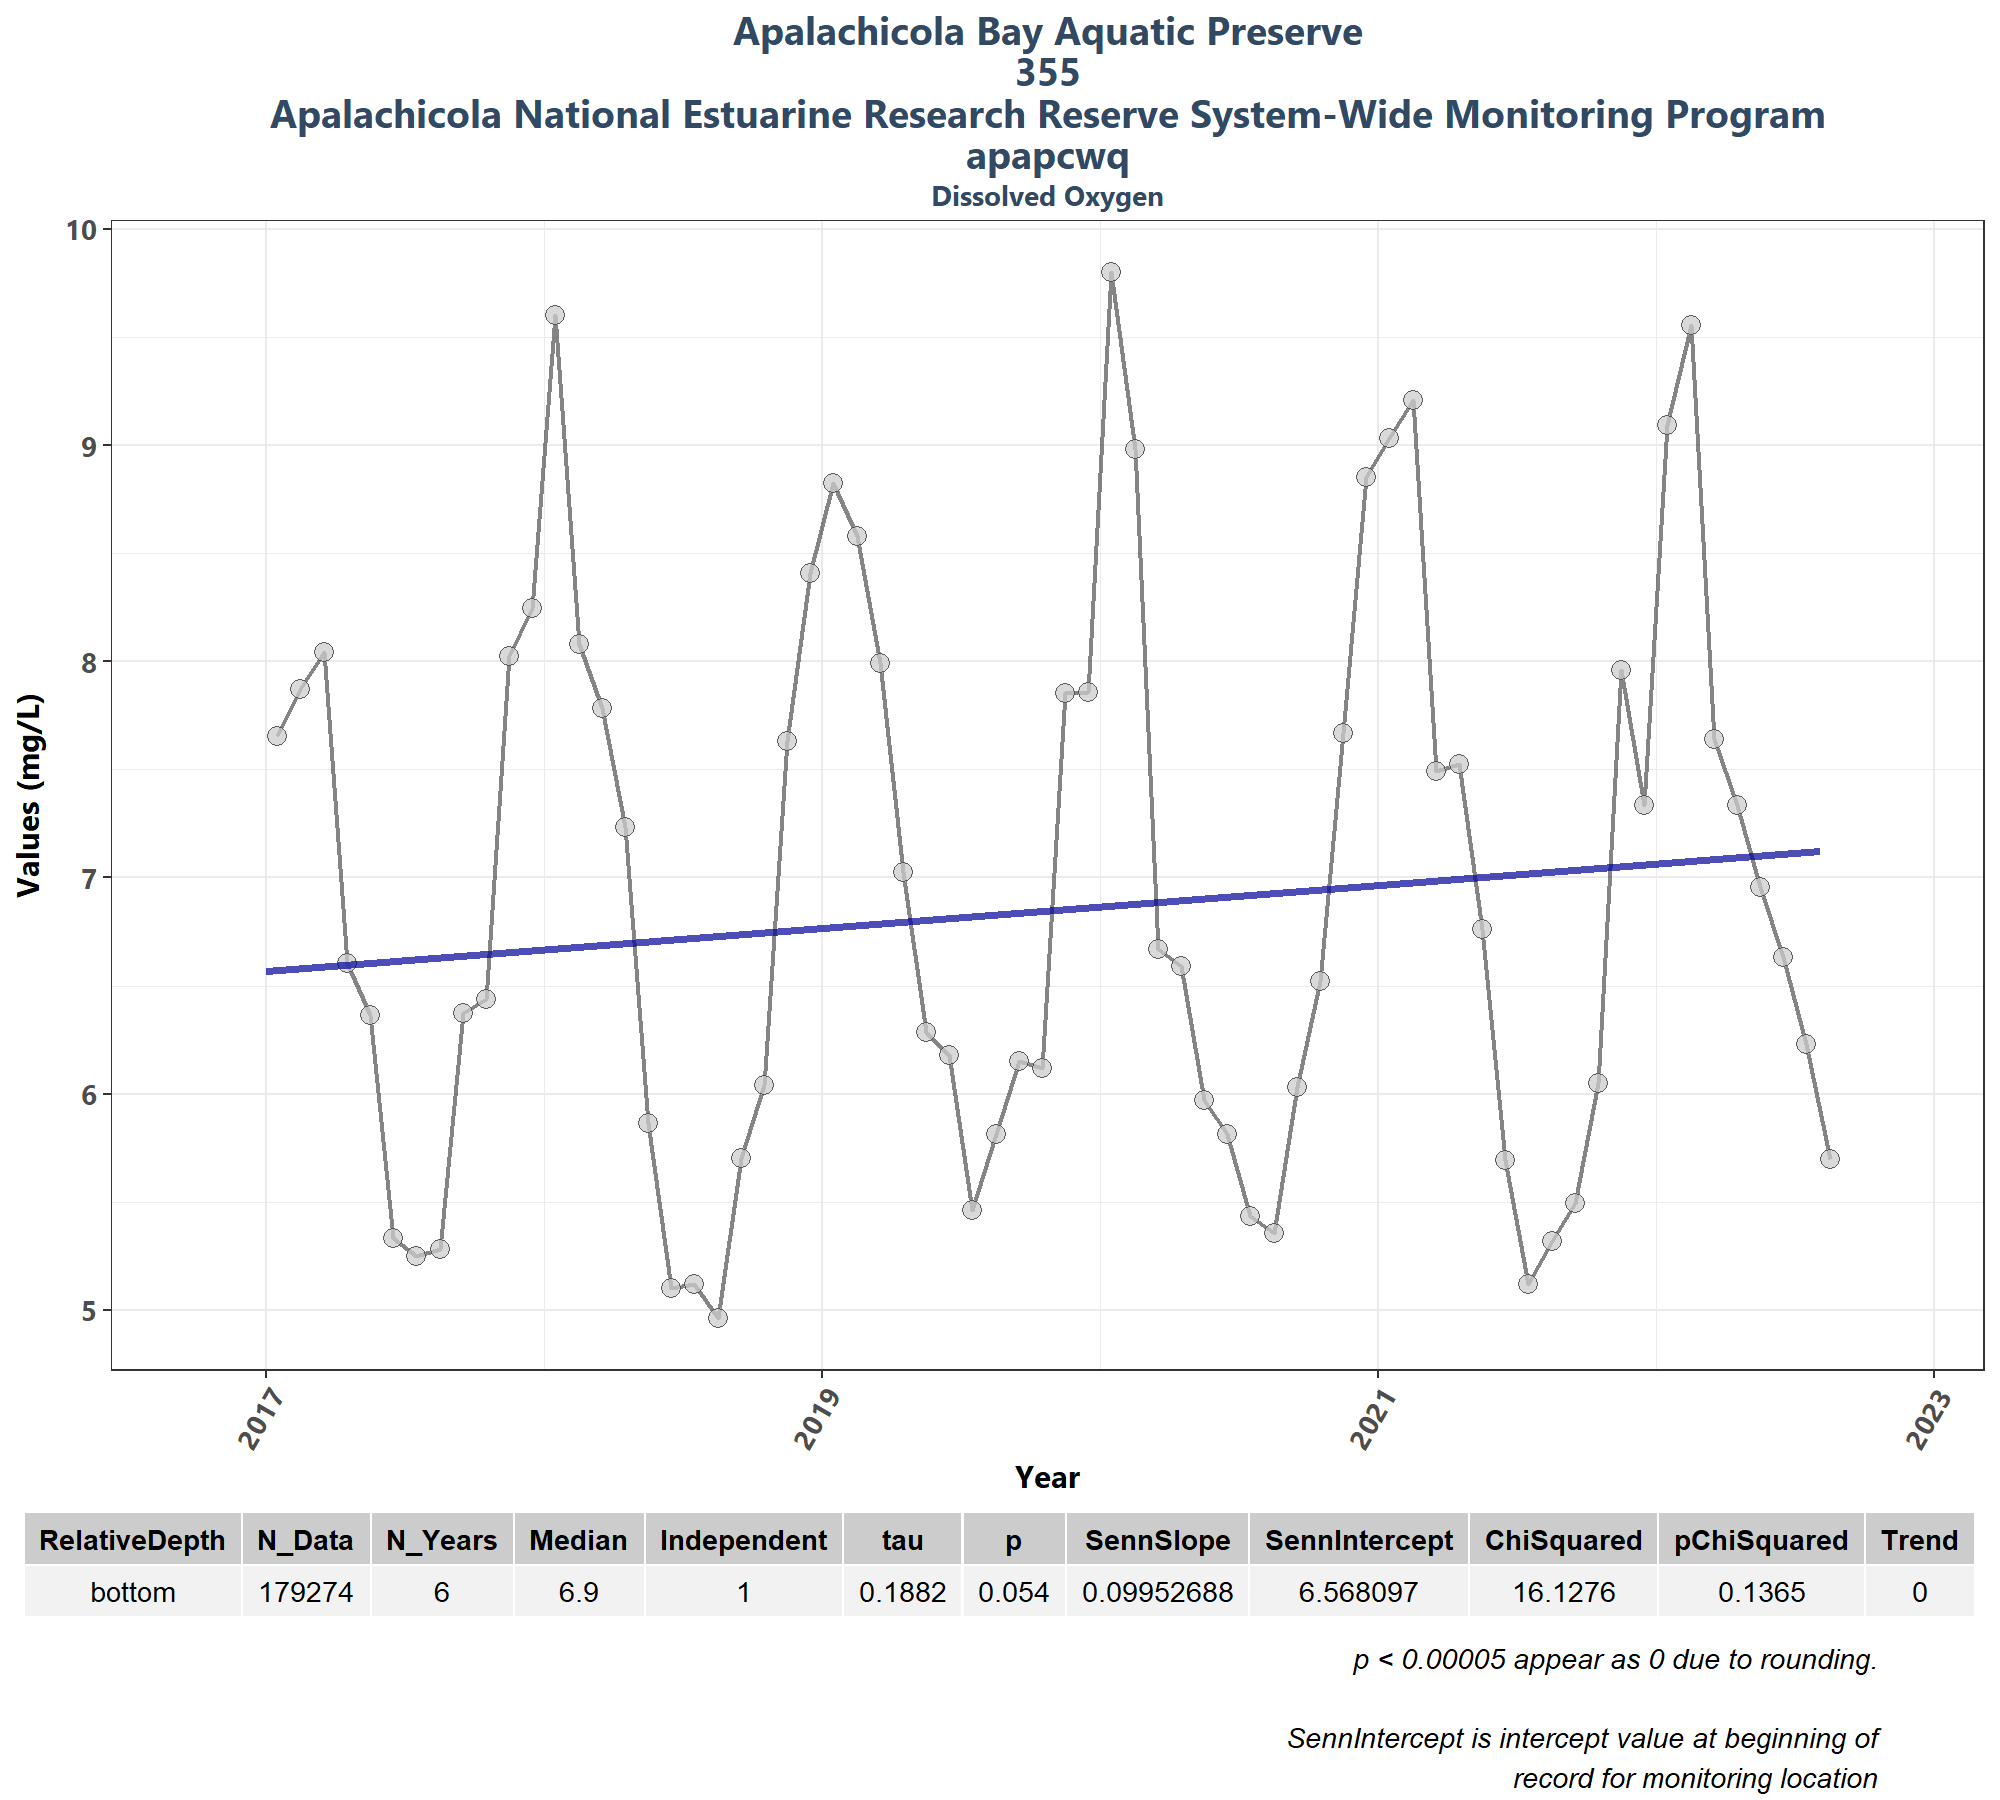 Apalachicola Bay Aquatic Preserve
355
Apalachicola National Estuarine Research Reserve System-Wide Monitoring Program
apapcwq
Dissolved Oxygen
10
9
8
7
6
5
Values (mg/L)
2017 2019 2021 2023
Year
RelativeDepth N_Data N_Years Median Independent tau p SennSlope SennIntercept ChiSquared pChiSquared Trend
bottom 179274 6 6.9 1 0.1882 0.054 0.09952688 6.568097 16.1276 0.1365 0
p < 0.00005 appear as 0 due to rounding.
SennIntercept is intercept value at beginning of
record for monitoring location